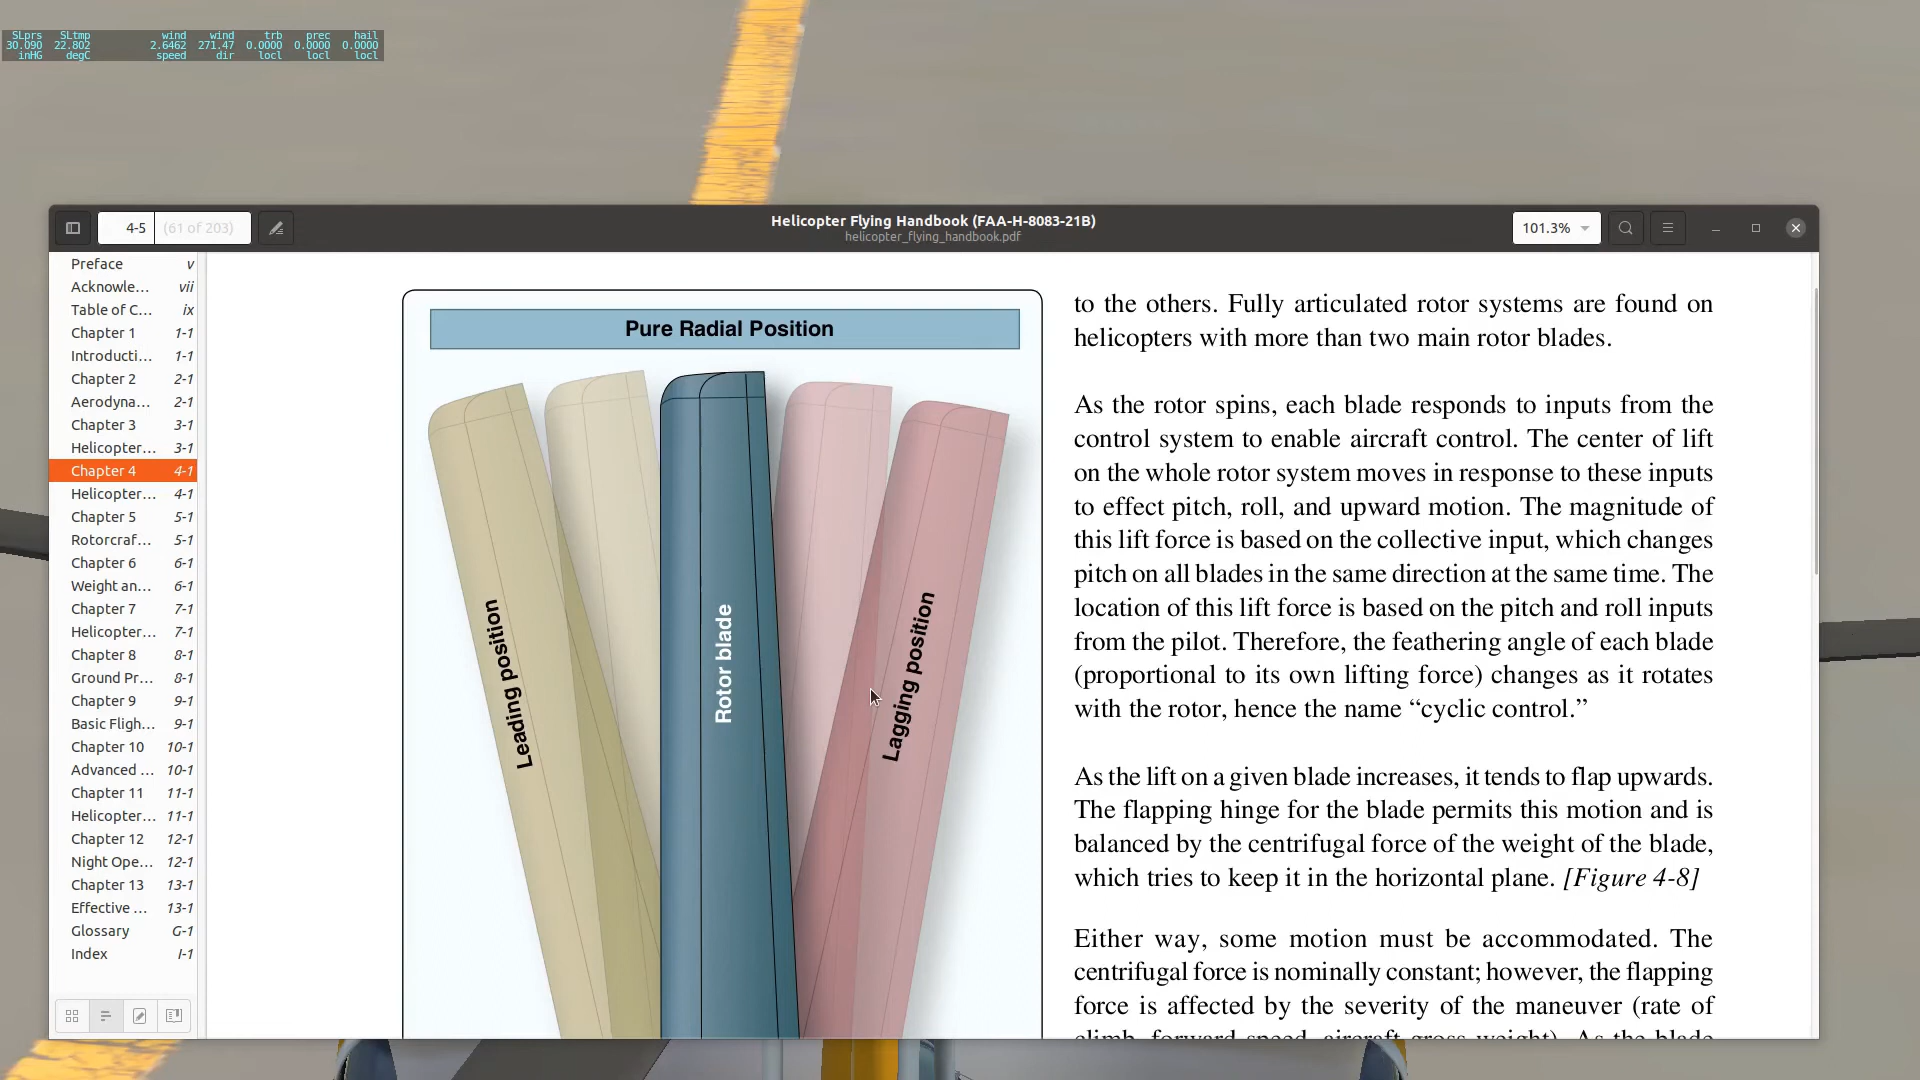 SLprs SLtmp wind wind trb prec hail
30.090 22.802 2.6462 271.47 0.0000 0.0000 0.0000
inHG degC speed dir locl locl locl
4-5 (61 of 203)
Helicopter Flying Handbook (FAA-H-8083-21B)
helicopter_flying_handbook.pdf
101.3%
Preface v
Acknowle... vii
Table of C... ix
Chapter 1 1-1
Introducti... 1-1
Chapter 2 2-1
Aerodyna... 2-1
Chapter 3 3-1
Helicopter... 3-1
Chapter 4 4-1
Helicopter... 4-1
Chapter 5 5-1
Rotorcraf... 5-1
Chapter 6 6-1
Weight an... 6-1
Chapter 7 7-1
Helicopter... 7-1
Chapter 8 8-1
Ground Pr... 8-1
Chapter 9 9-1
Basic Fligh... 9-1
Chapter 10 10-1
Advanced ... 10-1
Chapter 11 11-1
Helicopter... 11-1
Chapter 12 12-1
Night Ope... 12-1
Chapter 13 13-1
Effective ... 13-1
Glossary G-1
Index I-1
Pure Radial Position
Leading position
Rotor blade
Lagging position
to the others. Fully articulated rotor systems are found on
helicopters with more than two main rotor blades.
As the rotor spins, each blade responds to inputs from the
control system to enable aircraft control. The center of lift
on the whole rotor system moves in response to these inputs
to effect pitch, roll, and upward motion. The magnitude of
this lift force is based on the collective input, which changes
pitch on all blades in the same direction at the same time. The
location of this lift force is based on the pitch and roll inputs
from the pilot. Therefore, the feathering angle of each blade
(proportional to its own lifting force) changes as it rotates
with the rotor, hence the name “cyclic control.”
As the lift on a given blade increases, it tends to flap upwards.
The flapping hinge for the blade permits this motion and is
balanced by the centrifugal force of the weight of the blade,
which tries to keep it in the horizontal plane. [Figure 4-8]
Either way, some motion must be accommodated. The
centrifugal force is nominally constant; however, the flapping
force is affected by the severity of the maneuver (rate of
climb, forward speed, aircraft gross weight). As the blade